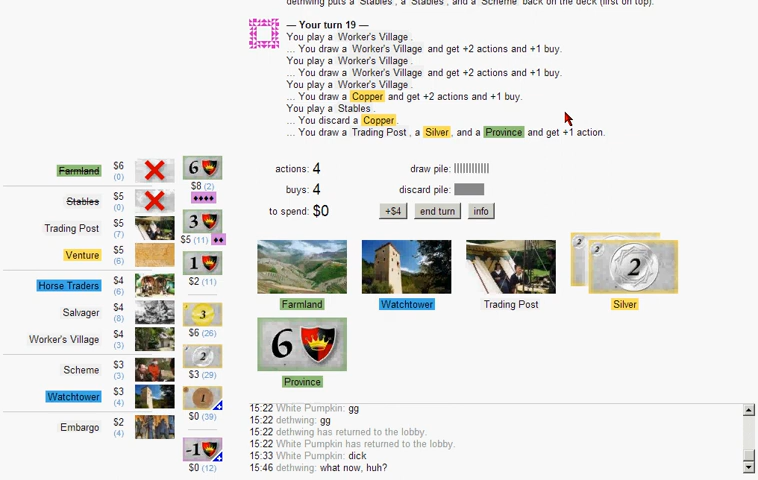 dethwing puts a Stables, a Stables, and a Scheme back on the deck (first on top).
— Your turn 19 —
You play a Worker's Village.
... You draw a Worker's Village and get +2 actions and +1 buy.
You play a Worker's Village.
... You draw a Worker's Village and get +2 actions and +1 buy.
You play a Worker's Village.
... You draw a Copper and get +2 actions and +1 buy.
You play a Stables.
... You discard a Copper.
... You draw a Trading Post, a Silver, and a Province and get +1 action.
Farmland $6 (0)
6 $8 (2)
Stables $5 (0)
Trading Post $5 (7)
3 $5 (11)
Venture $5 (6)
1 $2 (11)
Horse Traders $4 (6)
Salvager $4 (8)
3 $6 (26)
Worker's Village $4 (3)
2 $3 (29)
Scheme $3 (3)
Watchtower $3 (4)
1 $0 (39)
Embargo $2 (4)
-1 $0 (12)
actions: 4 draw pile:
buys: 4 discard pile:
to spend: $0 +$4 end turn info
2 2
Farmland Watchtower Trading Post Silver
6
Province
15:22 White Pumpkin: gg
15:22 dethwing: gg
15:22 dethwing has returned to the lobby.
15:22 White Pumpkin has returned to the lobby.
15:33 White Pumpkin: dick
15:46 dethwing: what now, huh?